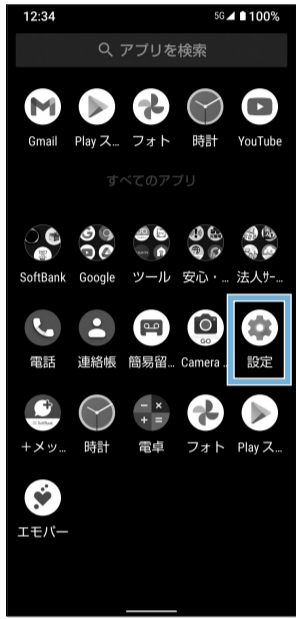 12:34 5G 100%
アプリを検索
Gmail Play ス… フォト 時計 YouTube
すべてのアプリ
SoftBank Google ツール 安心・… 法人サー…
電話 連絡帳 簡易留… Camera … 設定
＋メッ… 時計 電卓 フォト Play ス…
エモパー